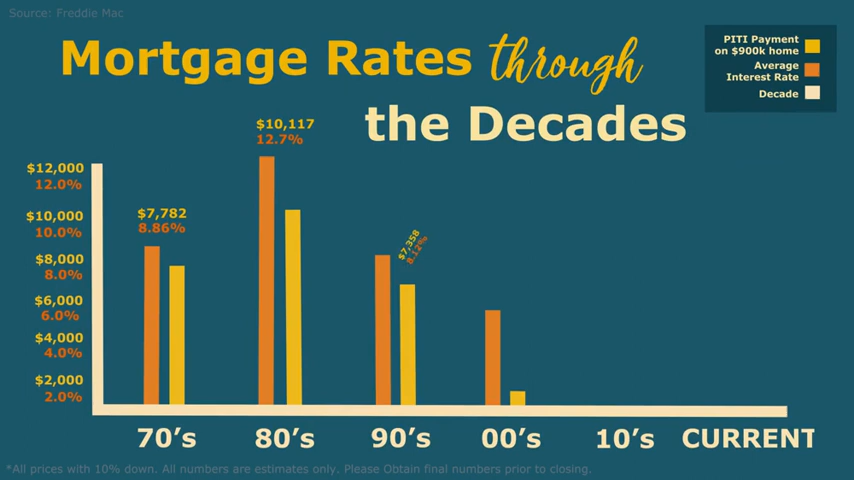 Source: Freddie Mac
Mortgage Rates through
the Decades
PITI Payment
on $900k home
Average
Interest Rate
Decade
$12,000
12.0%
$10,000
10.0%
$8,000
8.0%
$6,000
6.0%
$4,000
4.0%
$2,000
2.0%
$7,782
8.86%
$10,117
12.7%
$7,358
8.12%
70's
80's
90's
00's
10's
CURRENT
*All prices with 10% down. All numbers are estimates only. Please Obtain final numbers prior to closing.